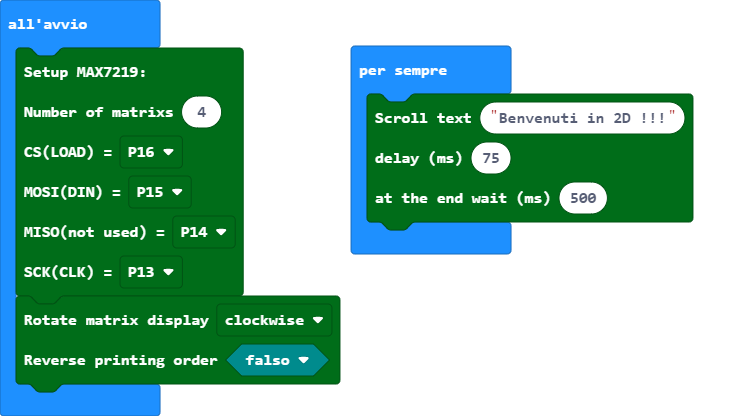 all'avvio
Setup MAX7219:
Number of matrixs 4
CS(LOAD) = P16
MOSI(DIN) = P15
MISO(not used) = P14
SCK(CLK) = P13
Rotate matrix display clockwise
Reverse printing order falso
per sempre
Scroll text "Benvenuti in 2D !!!"
delay (ms) 75
at the end wait (ms) 500